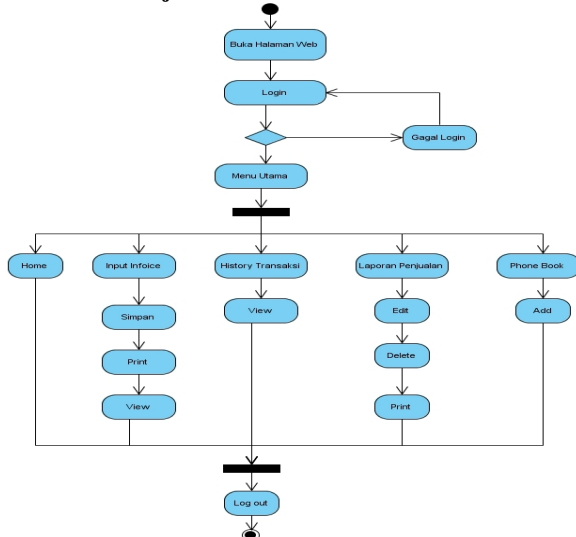 Buka Halaman Web
Login
Gagal Login
Menu Utama
Home
Input Infoice
History Transaksi
Laporan Penjualan
Phone Book
Simpan
View
Edit
Add
Print
Delete
View
Print
Log out